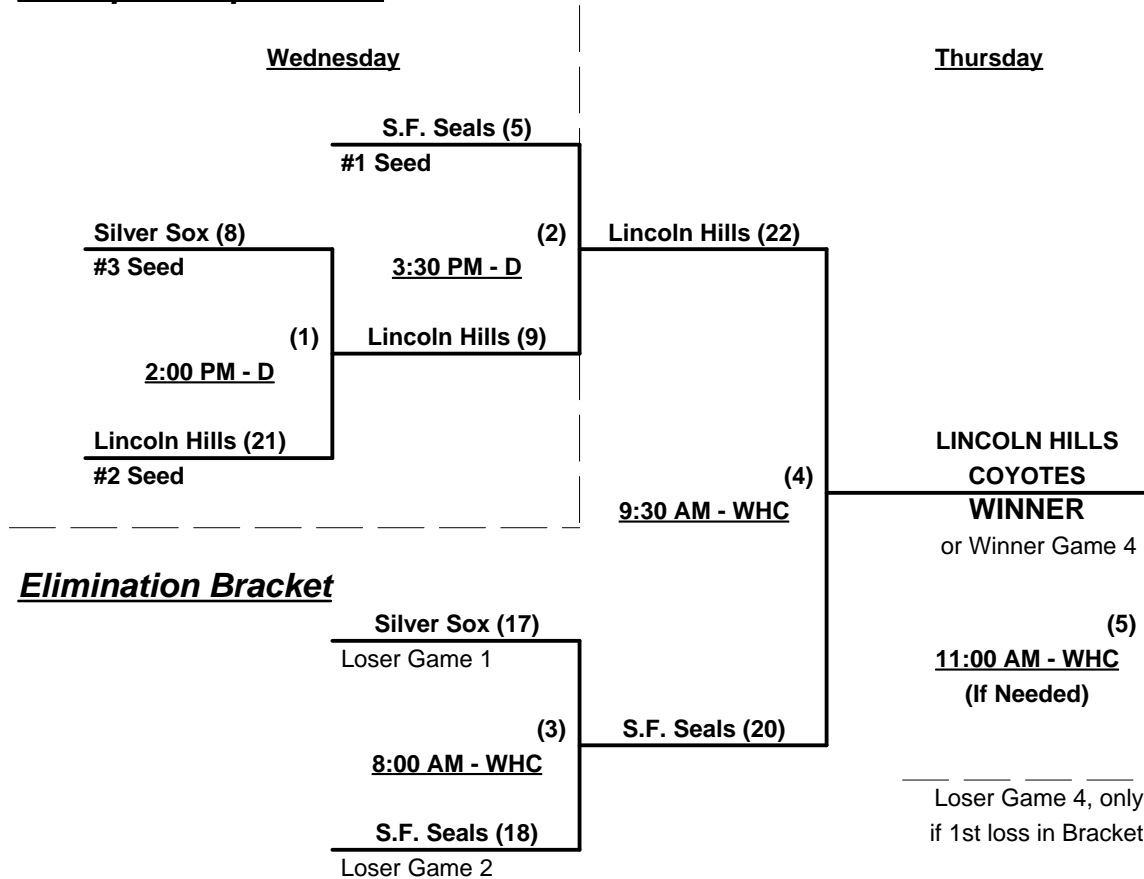 Wednesday
Thursday
S.F. Seals (5)
#1 Seed
Silver Sox (8)
(2)
Lincoln Hills (22)
#3 Seed
3:30 PM - D
(1)
Lincoln Hills (9)
2:00 PM - D
Lincoln Hills (21)
#2 Seed
LINCOLN HILLS
COYOTES
(4)
WINNER
9:30 AM - WHC
or Winner Game 4
Elimination Bracket
Silver Sox (17)
Loser Game 1
(5)
11:00 AM - WHC
(If Needed)
(3)
S.F. Seals (20)
8:00 AM - WHC
Loser Game 4, only
if 1st loss in Bracket
S.F. Seals (18)
Loser Game 2